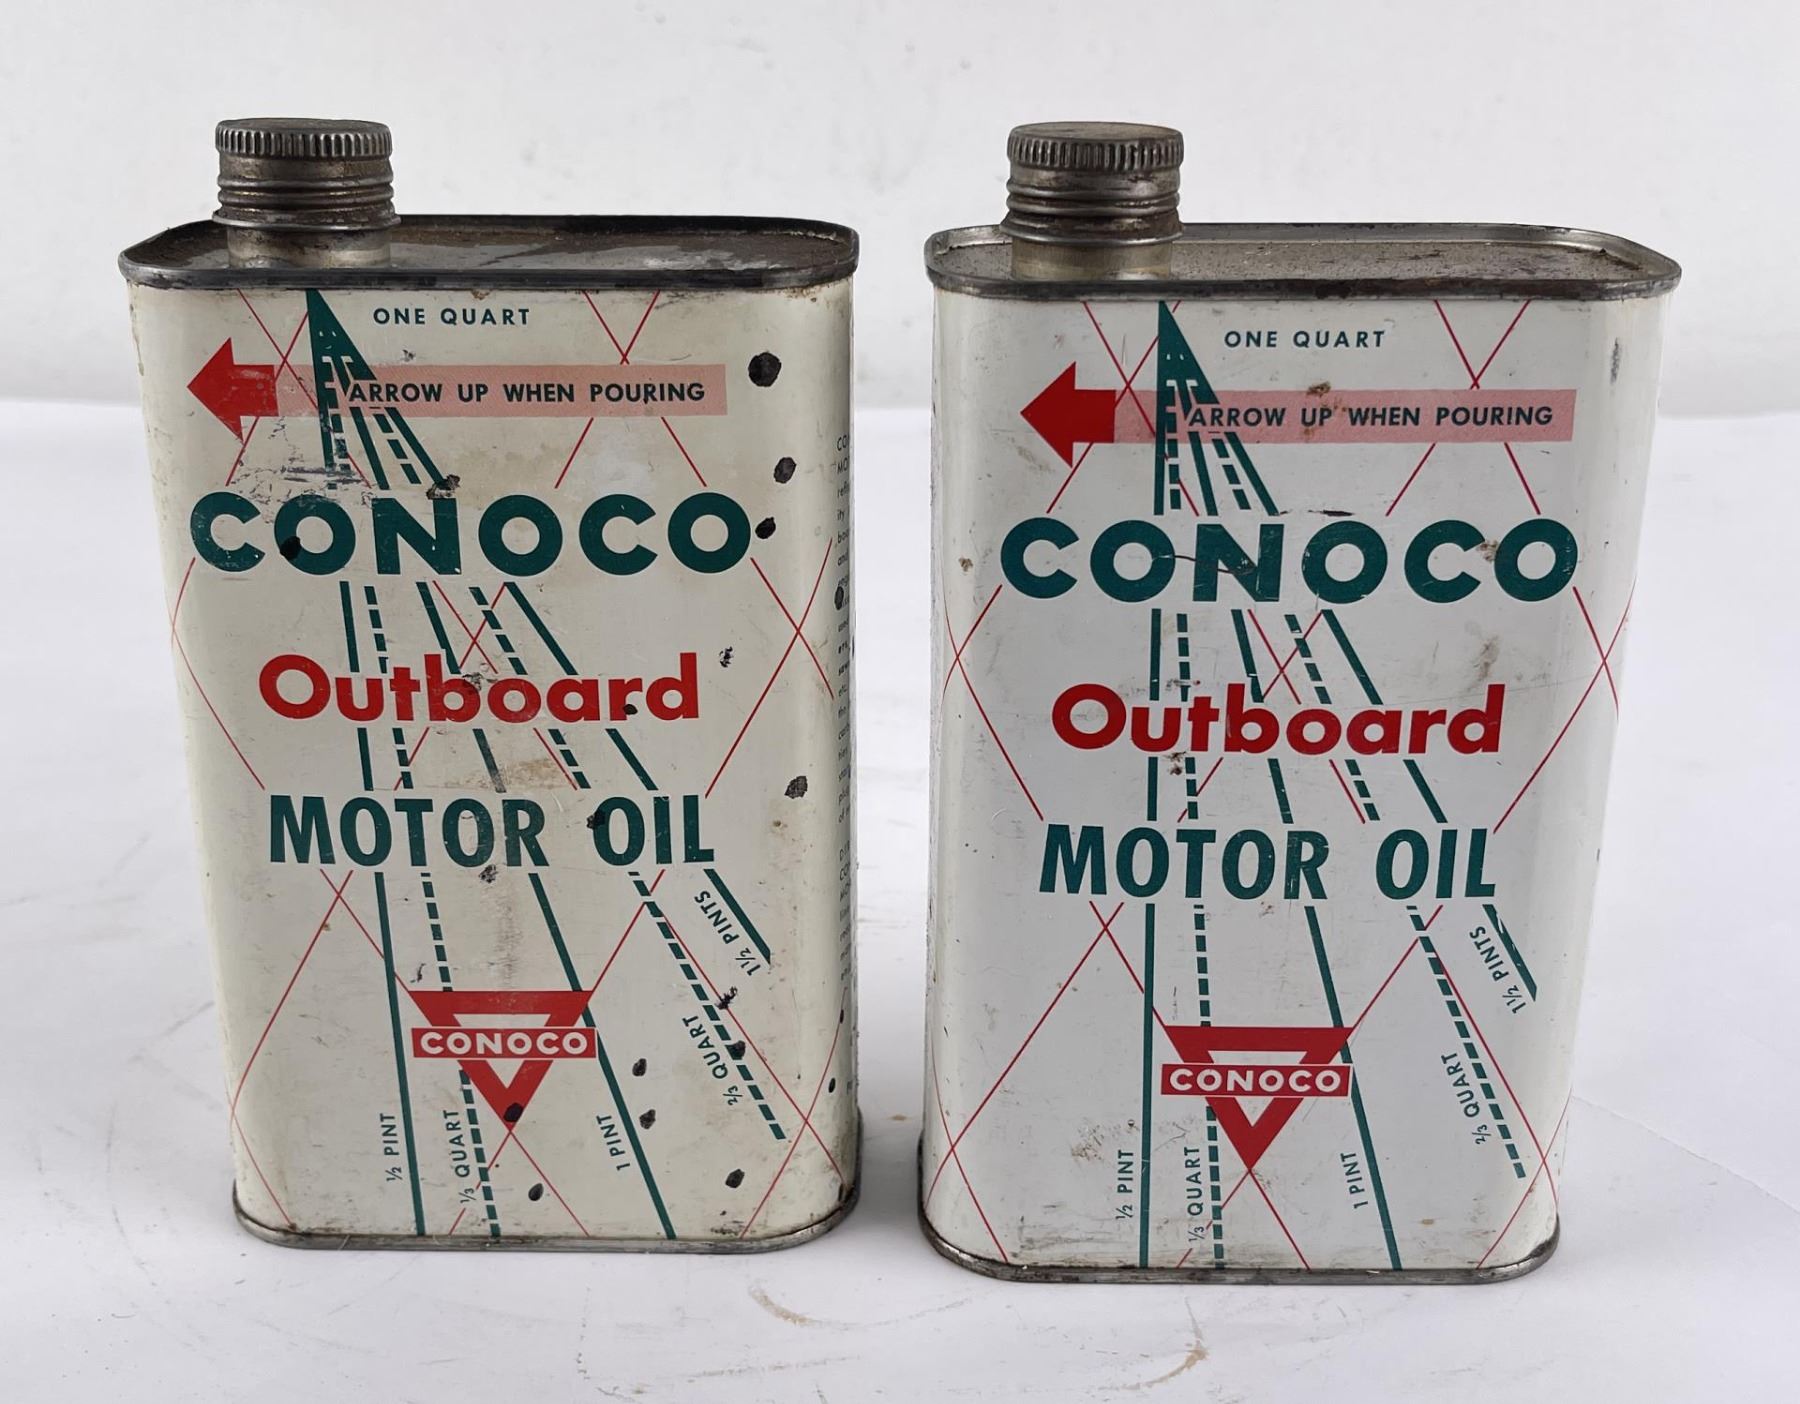 ONE QUART
ARROW UP WHEN POURING
CONOCO
Outboard
MOTOR OIL
1½ PINTS
CONOCO
⅔ QUART
½ PINT
⅓ QUART
1 PINT
ONE QUART
ARROW UP WHEN POURING
CONOCO
Outboard
MOTOR OIL
1½ PINTS
CONOCO
⅔ QUART
½ PINT
⅓ QUART
1 PINT